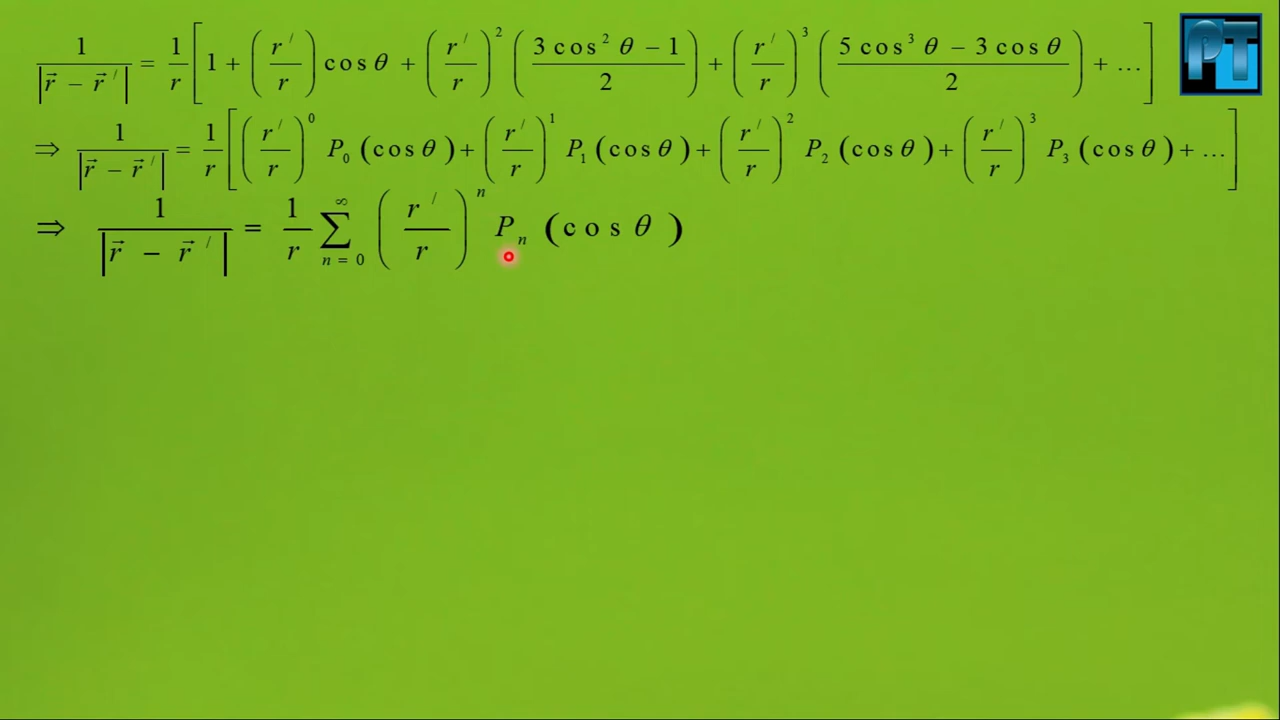 1/|r⃗ − r⃗ ′| = 1/r [1 + (r′/r) cos θ + (r′/r)² ((3 cos² θ − 1)/2) + (r′/r)³ ((5 cos³ θ − 3 cos θ)/2) + …]
PT
⇒ 1/|r⃗ − r⃗ ′| = 1/r [(r′/r)⁰ P₀ (cos θ) + (r′/r)¹ P₁ (cos θ) + (r′/r)² P₂ (cos θ) + (r′/r)³ P₃ (cos θ) + …]
⇒ 1/|r⃗ − r⃗ ′| = 1/r ∑_{n = 0}^{∞} (r′/r)ⁿ Pₙ (cos θ)